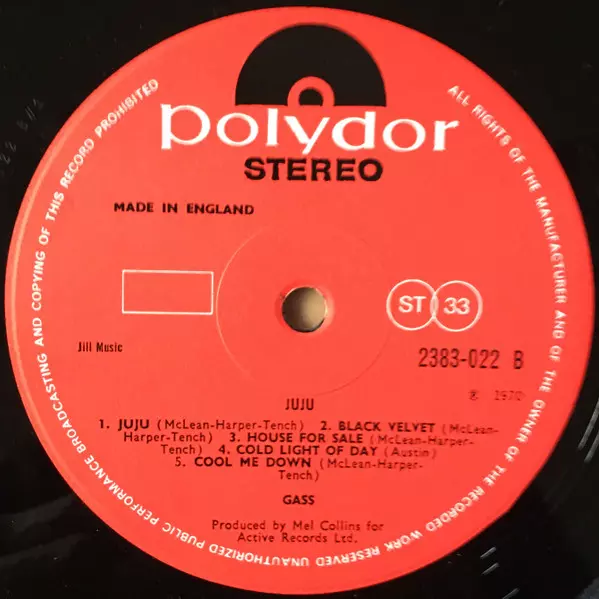 polydor
STEREO
MADE IN ENGLAND
ST 33
Jill Music
2383-022 B
℗ 1970
JUJU
1. JUJU (McLean-Harper-Tench) 2. BLACK VELVET (McLean-
Harper-Tench) 3. HOUSE FOR SALE (McLean-
Harper-Tench) 4. COLD LIGHT OF DAY (Austin)
5. COOL ME DOWN (McLean-Harper-
Tench)
GASS
Produced by Mel Collins for
Active Records Ltd.
ALL RIGHTS OF THE MANUFACTURER AND OF THE OWNER OF THE RECORDED WORK RESERVED UNAUTHORIZED PUBLIC PERFORMANCE BROADCASTING AND COPYING OF THIS RECORD PROHIBITED